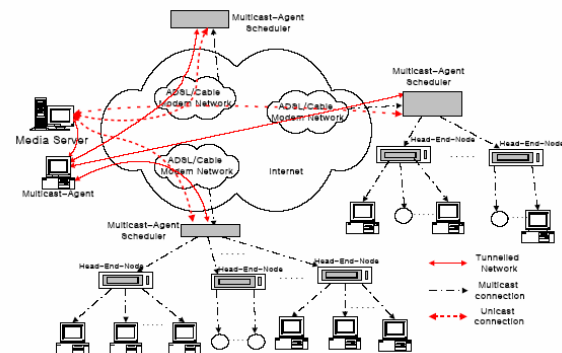 Multicast-Agent
Scheduler
ADSL/Cable
Modem Network
ADSL/Cable
Modem Network
Multicast-Agent
Scheduler
Media Server
Multicast-Agent
ADSL/Cable
Modem Network
Internet
Head-End-Node
Head-End-Node
Multicast-Agent
Scheduler
Head-End-Node
Head-End-Node
Head-End-Node
Tunnelled
Network
Multicast
connection
Unicast
connection